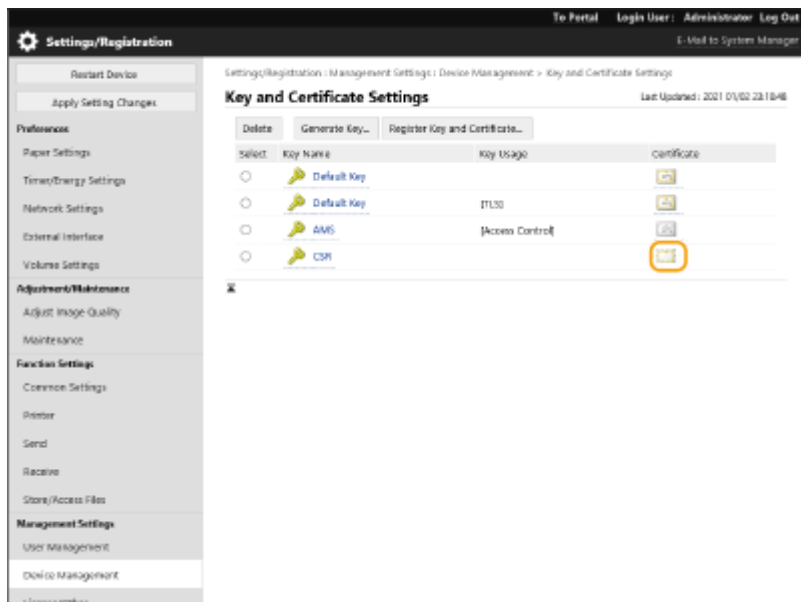 To Portal Login User: Administrator Log Out
Settings/Registration
E-Mail to System Manager
Restart Device
Apply Setting Changes
Preferences
Paper Settings
Timer/Energy Settings
Network Settings
External Interface
Volume Settings
Adjustment/Maintenance
Adjust Image Quality
Maintenance
Function Settings
Common Settings
Printer
Send
Receive
Store/Access Files
Management Settings
User Management
Device Management
Settings/Registration : Management Settings : Device Management > Key and Certificate Settings
Key and Certificate Settings
Last Updated : 2021 01/02 23:18:48
Delete Generate Key... Register Key and Certificate...
Select Key Name Key Usage Certificate
Default Key
Default Key [TLS]
AMS [Access Control]
CSR